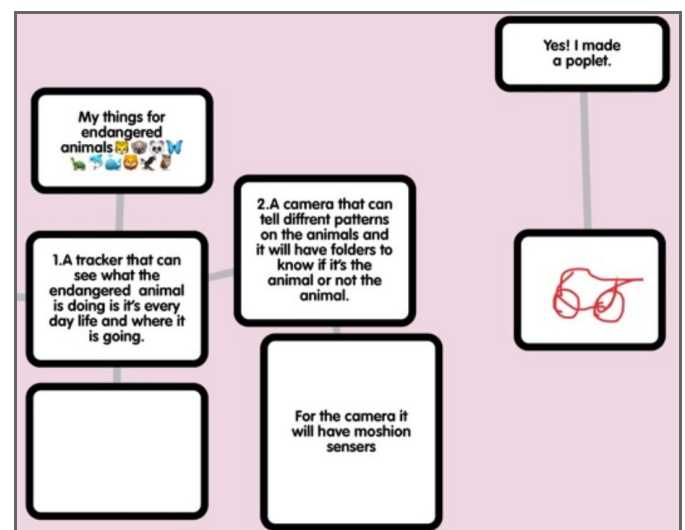 Yes! I made
a poplet.
My things for
endangered
animals🐯🦁🐼🦋
🐢🐬🐳🦁🦅🦉
1.A tracker that can
see what the
endangered animal
is doing is it's every
day life and where it
is going.
2.A camera that can
tell diffrent patterns
on the animals and
it will have folders to
know if it's the
animal or not the
animal.
For the camera it
will have moshion
sensers